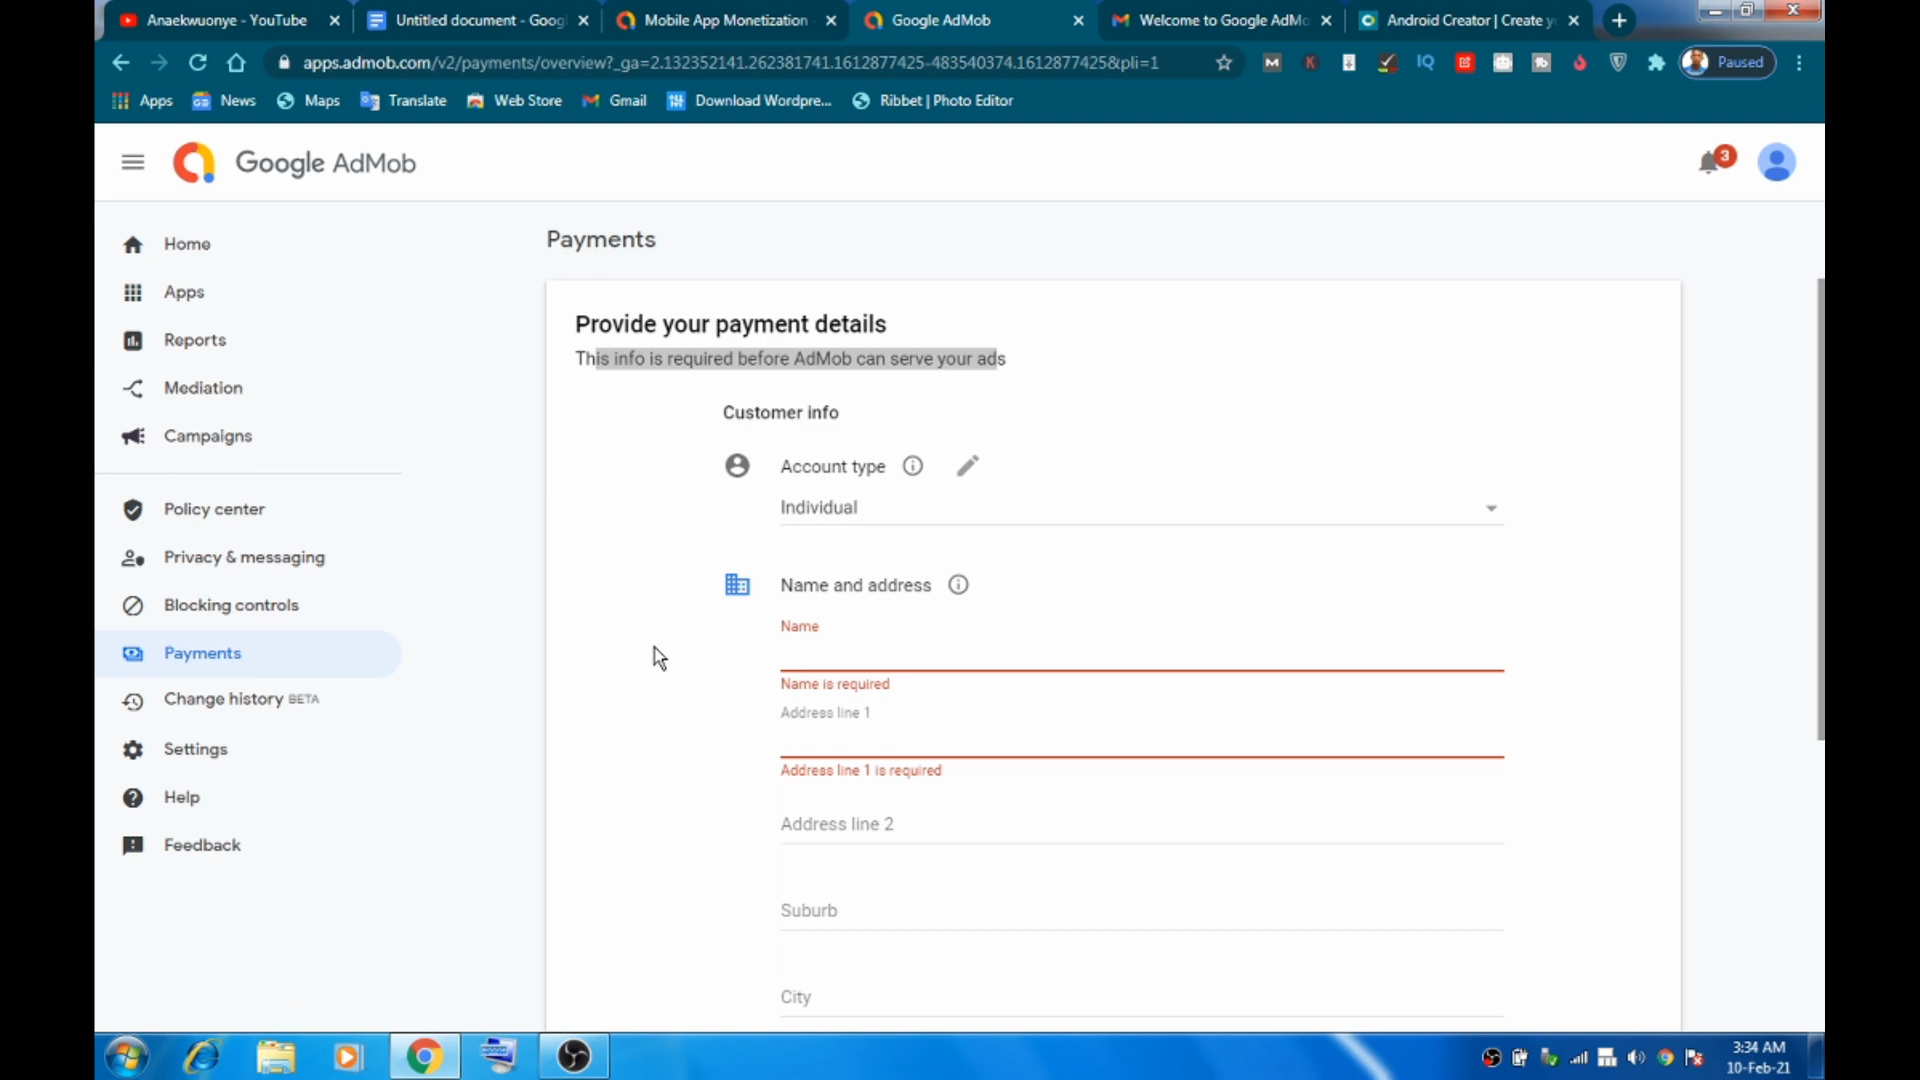 Anaekwuonye - YouTube
Untitled document - Goog
Mobile App Monetization
Google AdMob
Welcome to Google AdMo
Android Creator | Create yo
apps.admob.com/v2/payments/overview?_ga=2.132352141.262381741.1612877425-483540374.1612877425&pli=1
Paused
Apps
News
Maps
Translate
Web Store
Gmail
Download Wordpre...
Ribbet | Photo Editor
Google AdMob
3
Home
Apps
Reports
Mediation
Campaigns
Policy center
Privacy & messaging
Blocking controls
Payments
Change history BETA
Settings
Help
Feedback
Payments
Provide your payment details
This info is required before AdMob can serve your ads
Customer info
Account type
Individual
Name and address
Name
Name is required
Address line 1
Address line 1 is required
Address line 2
Suburb
City
3:34 AM
10-Feb-21